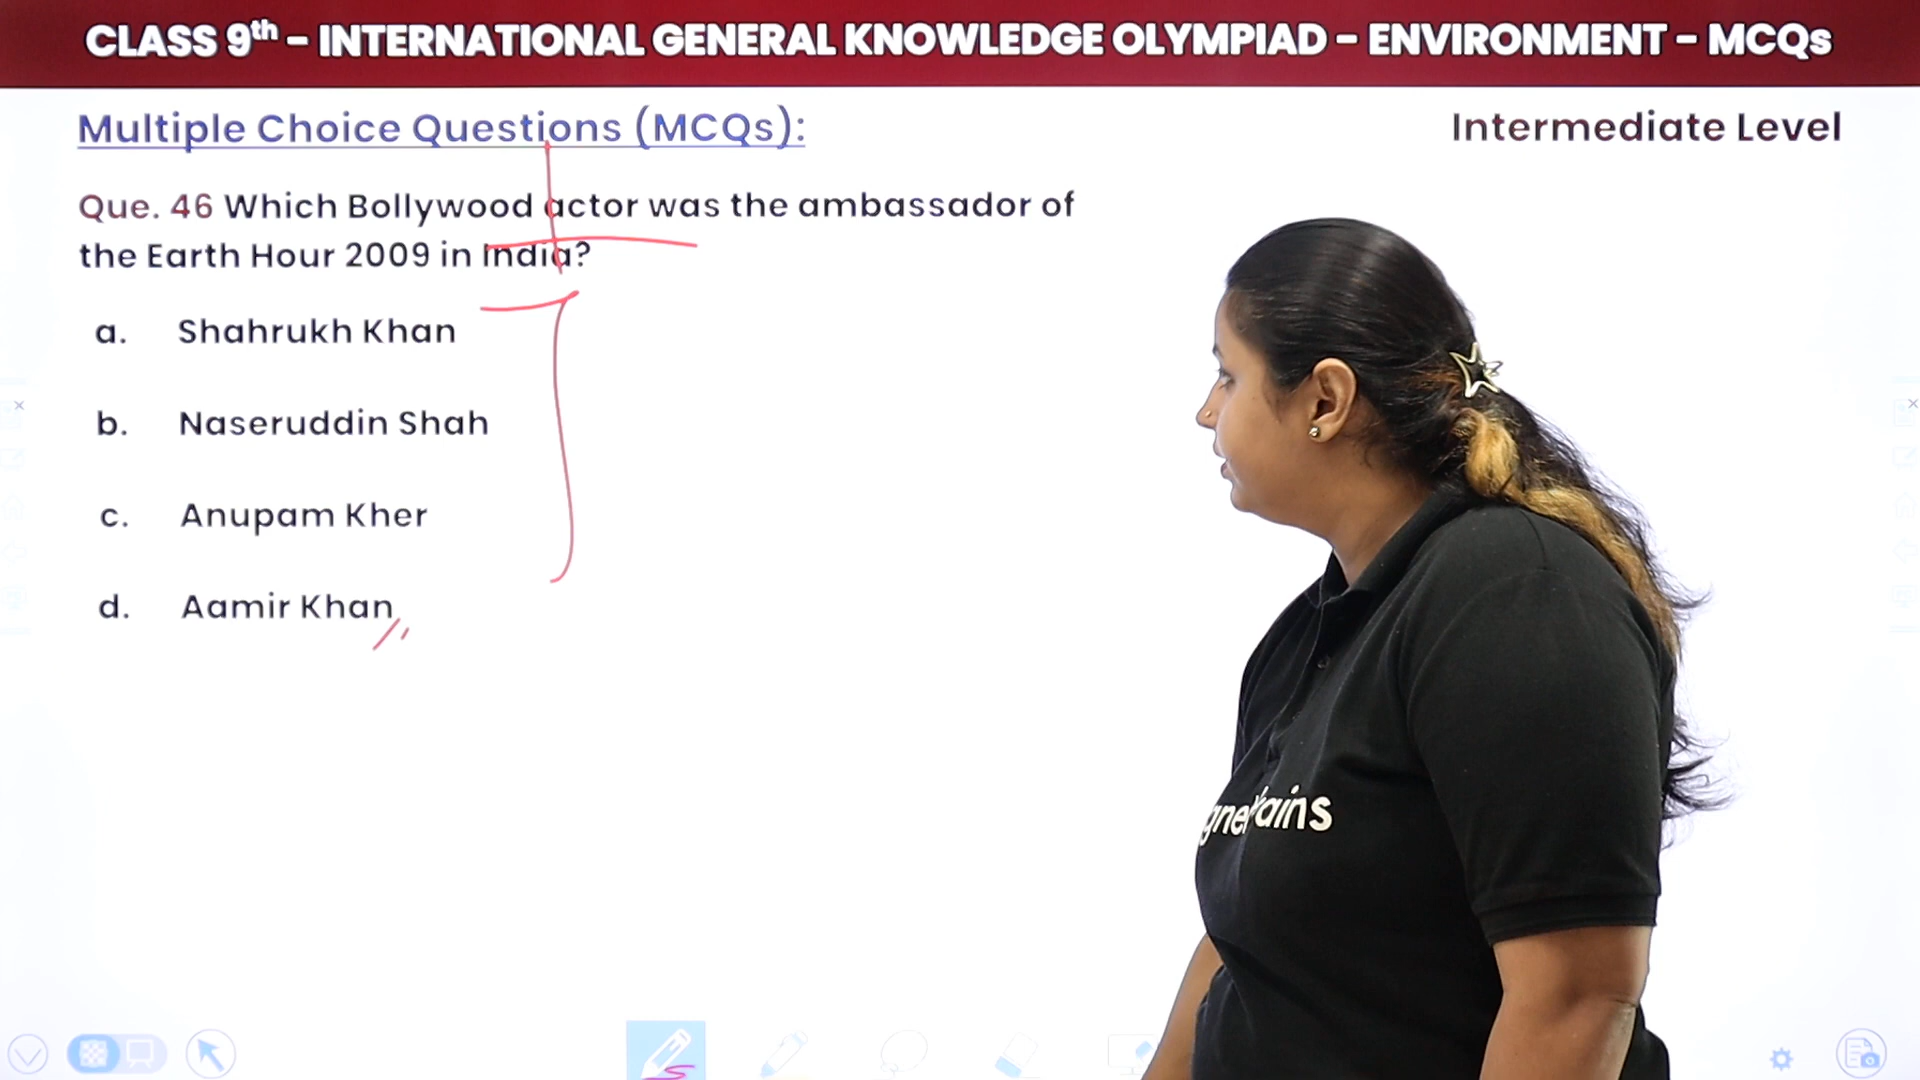 CLASS 9th - INTERNATIONAL GENERAL KNOWLEDGE OLYMPIAD - ENVIRONMENT - MCQs
Multiple Choice Questions (MCQs):
Intermediate Level
Que. 46 Which Bollywood actor was the ambassador of
the Earth Hour 2009 in India?
a. Shahrukh Khan
b. Naseruddin Shah
c. Anupam Kher
d. Aamir Khan